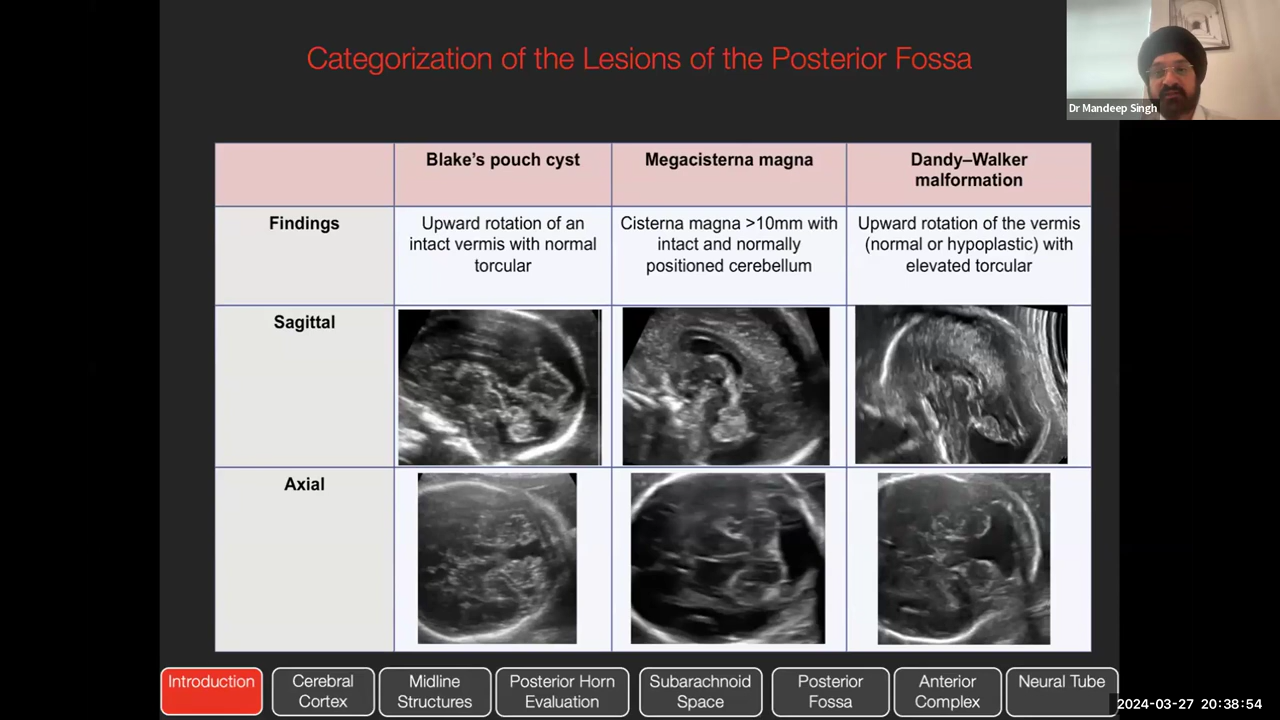 Categorization of the Lesions of the Posterior Fossa
Dr Mandeep Singh
Blake's pouch cyst
Megacisterna magna
Dandy–Walker
malformation
Findings
Upward rotation of an
intact vermis with normal
torcular
Cisterna magna >10mm with
intact and normally
positioned cerebellum
Upward rotation of the vermis
(normal or hypoplastic) with
elevated torcular
Sagittal
Axial
Introduction
Cerebral
Cortex
Midline
Structures
Posterior Horn
Evaluation
Subarachnoid
Space
Posterior
Fossa
Anterior
Complex
Neural Tube
2024-03-27 20:38:54